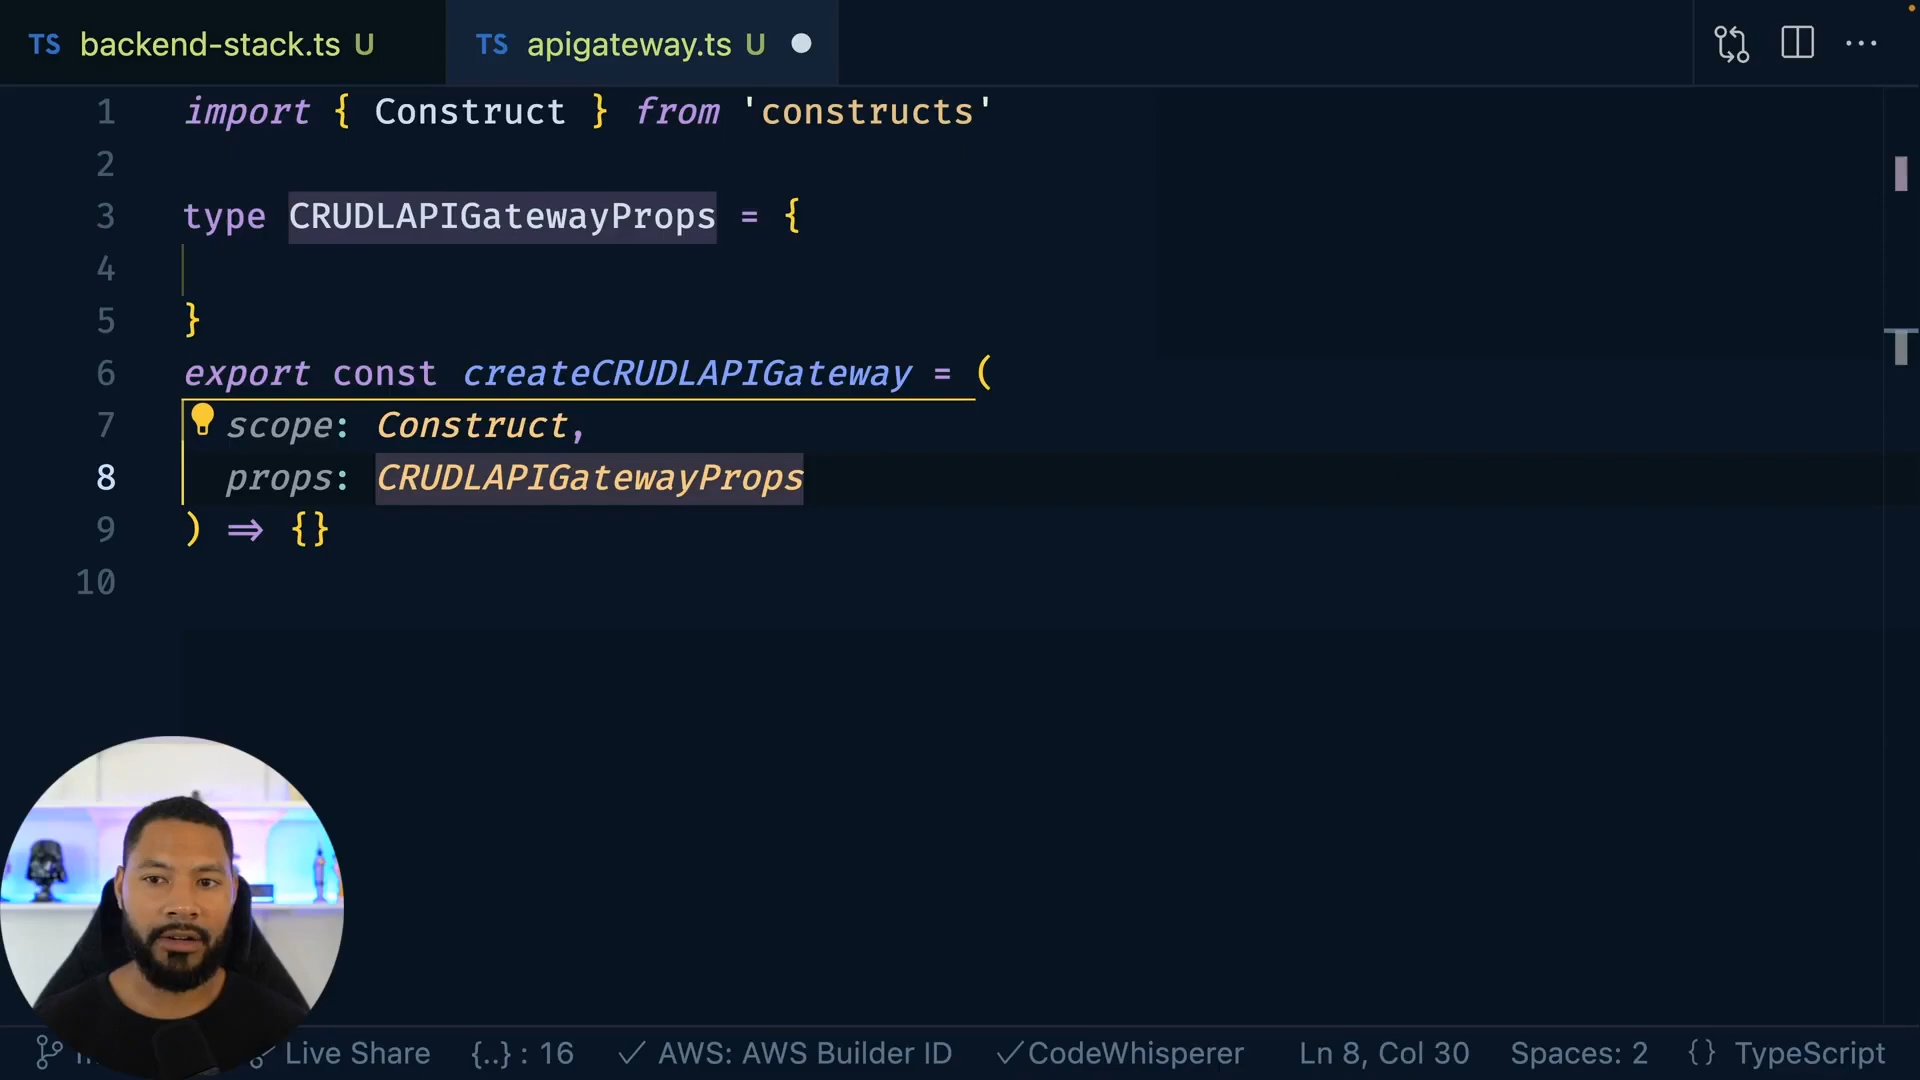 TS backend-stack.ts U TS apigateway.ts U
1 import { Construct } from 'constructs'
2
3 type CRUDLAPIGatewayProps = {
4
5 }
6 export const createCRUDLAPIGateway = (
7 scope: Construct,
8 props: CRUDLAPIGatewayProps
9 ) => {}
10
Live Share {..} : 16 AWS: AWS Builder ID CodeWhisperer Ln 8, Col 30 Spaces: 2 {} TypeScript